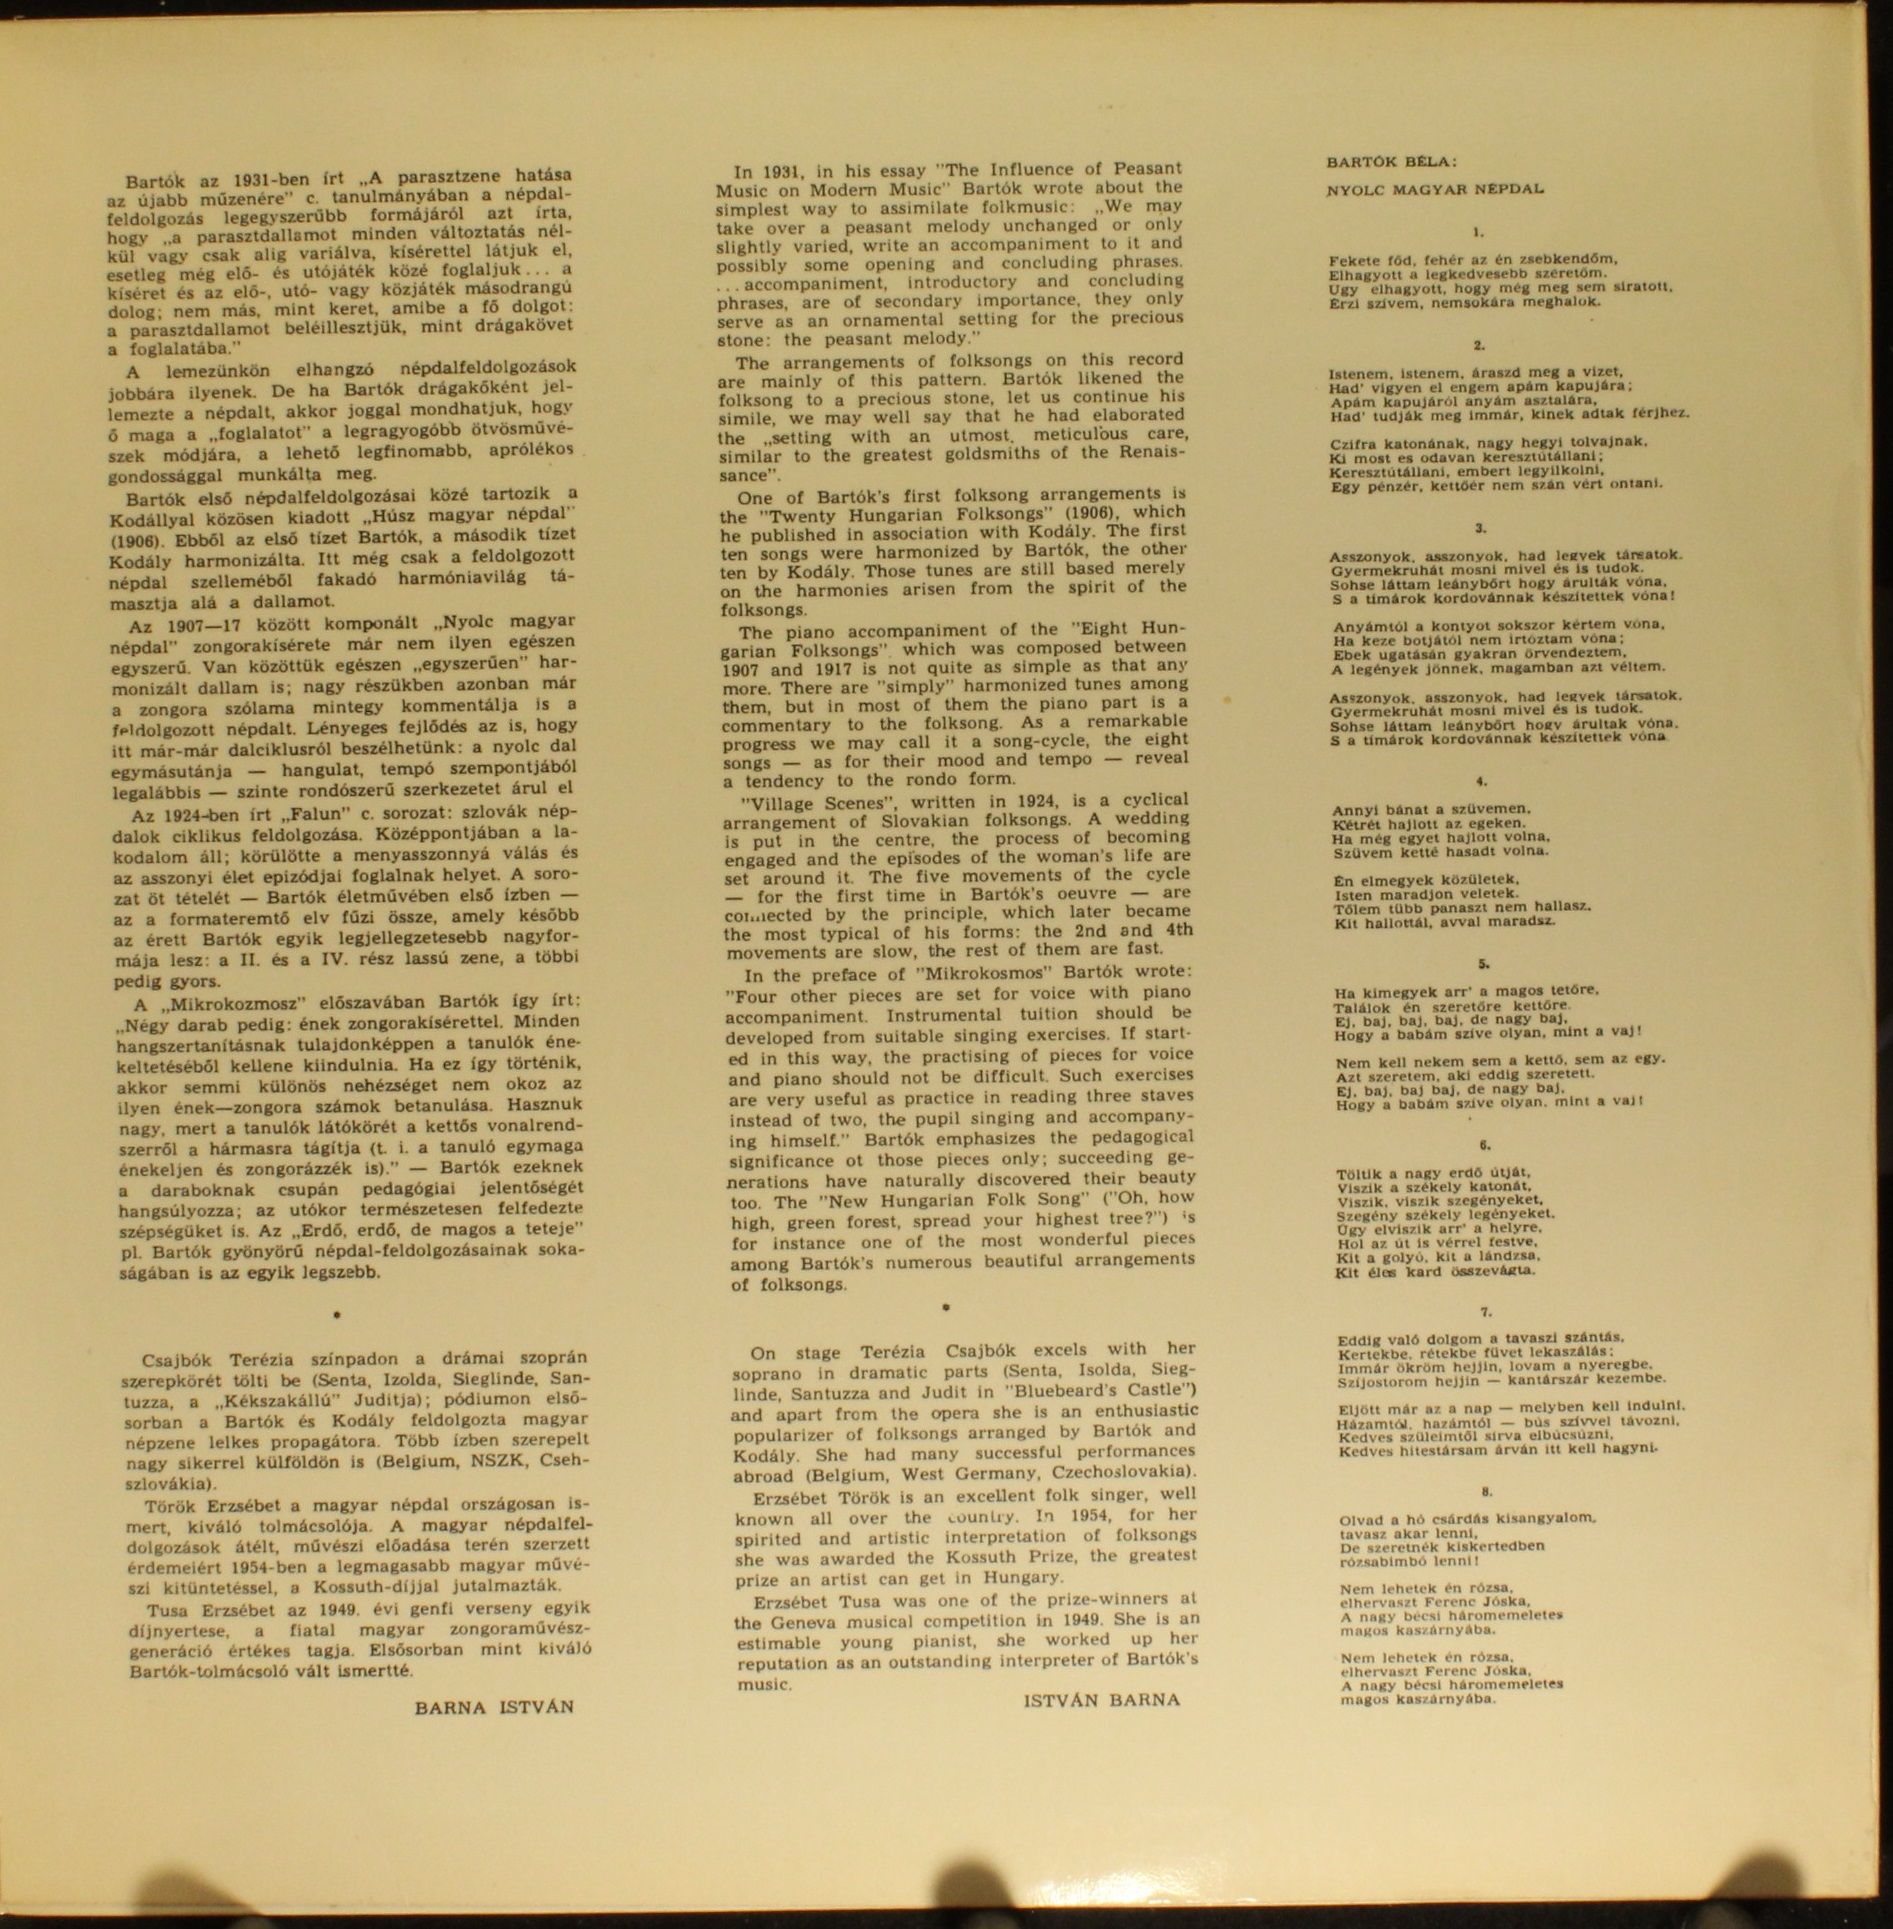 Bartók az 1931-ben írt „A parasztzene hatása
az újabb műzenére" c. tanulmányában a népdal-
feldolgozás legegyszerűbb formájáról azt írta,
hogy „a parasztdallamot minden változtatás nél-
kül vagy csak alig variálva, kísérettel látjuk el,
esetleg még elő- és utójáték közé foglaljuk... a
kíséret és az elő-, utó- vagy közjáték másodrangú
dolog; nem más, mint keret, amibe a fő dolgot:
a parasztdallamot beléillesztjük, mint drágakövet
a foglalatába."
A lemezünkön elhangzó népdalfeldolgozások
jobbára ilyenek. De ha Bartók drágakőként jel-
lemezte a népdalt, akkor joggal mondhatjuk, hogy
ő maga a „foglalatot" a legragyogóbb ötvösművé-
szek módjára, a lehető legfinomabb, aprólékos
gondossággal munkálta meg.
Bartók első népdalfeldolgozásai közé tartozik a
Kodállyal közösen kiadott „Húsz magyar népdal"
(1906). Ebből az első tízet Bartók, a második tízet
Kodály harmonizálta. Itt még csak a feldolgozott
népdal szelleméből fakadó harmóniavilág tá-
masztja alá a dallamot.
Az 1907—17 között komponált „Nyolc magyar
népdal" zongorakísérete már nem ilyen egészen
egyszerű. Van közöttük egészen „egyszerűen" har-
monizált dallam is; nagy részükben azonban már
a zongora szólama mintegy kommentálja is a
feldolgozott népdalt. Lényeges fejlődés az is, hogy
itt már-már dalciklusról beszélhetünk: a nyolc dal
egymásutánja — hangulat, tempó szempontjából
legalábbis — szinte rondószerű szerkezetet árul el
Az 1924-ben írt „Falun" c. sorozat: szlovák nép-
dalok ciklikus feldolgozása. Középpontjában a la-
kodalom áll; körülötte a menyasszonnyá válás és
az asszonyi élet epizódjai foglalnak helyet. A soro-
zat öt tételét — Bartók életművében első ízben —
az a formateremtő elv fűzi össze, amely később
az érett Bartók egyik legjellegzetesebb nagyfor-
mája lesz: a II. és a IV. rész lassú zene, a többi
pedig gyors.
A „Mikrokozmosz" előszavában Bartók így írt:
„Négy darab pedig: ének zongorakísérettel. Minden
hangszertanításnak tulajdonképpen a tanulók éne-
keltetéséből kellene kiindulnia. Ha ez így történik,
akkor semmi különös nehézséget nem okoz az
ilyen ének—zongora számok betanulása. Hasznuk
nagy, mert a tanulók látókörét a kettős vonalrend-
szerről a hármasra tágítja (t. i. a tanuló egymaga
énekeljen és zongorázzék is)." — Bartók ezeknek
a daraboknak csupán pedagógiai jelentőségét
hangsúlyozza; az utókor természetesen felfedezte
szépségüket is. Az „Erdő, erdő, de magos a teteje"
pl. Bartók gyönyörű népdal-feldolgozásainak soka-
ságában is az egyik legszebb.
•
Csajbók Terézia színpadon a drámai szoprán
szerepkörét tölti be (Senta, Izolda, Sieglinde, San-
tuzza, a „Kékszakállú" Juditja); pódiumon első-
sorban a Bartók és Kodály feldolgozta magyar
népzene lelkes propagátora. Több ízben szerepelt
nagy sikerrel külföldön is (Belgium, NSZK, Cseh-
szlovákia).
Török Erzsébet a magyar népdal országosan is-
mert, kiváló tolmácsolója. A magyar népdalfel-
dolgozások átélt, művészi előadása terén szerzett
érdemeiért 1954-ben a legmagasabb magyar művé-
szi kitüntetéssel, a Kossuth-díjjal jutalmazták.
Tusa Erzsébet az 1949. évi genfi verseny egyik
díjnyertese, a fiatal magyar zongoraművész-
generáció értékes tagja. Elsősorban mint kiváló
Bartók-tolmácsoló vált ismertté.
BARNA ISTVÁN
In 1931, in his essay "The Influence of Peasant
Music on Modern Music" Bartók wrote about the
simplest way to assimilate folkmusic: „We may
take over a peasant melody unchanged or only
slightly varied, write an accompaniment to it and
possibly some opening and concluding phrases.
...accompaniment, introductory and concluding
phrases, are of secondary importance, they only
serve as an ornamental setting for the precious
stone: the peasant melody."
The arrangements of folksongs on this record
are mainly of this pattern. Bartók likened the
folksong to a precious stone, let us continue his
simile, we may well say that he had elaborated
the „setting with an utmost, meticulous care,
similar to the greatest goldsmiths of the Renais-
sance".
One of Bartók's first folksong arrangements is
the "Twenty Hungarian Folksongs" (1906), which
he published in association with Kodály. The first
ten songs were harmonized by Bartók, the other
ten by Kodály. Those tunes are still based merely
on the harmonies arisen from the spirit of the
folksongs.
The piano accompaniment of the "Eight Hun-
garian Folksongs" which was composed between
1907 and 1917 is not quite as simple as that any
more. There are "simply" harmonized tunes among
them, but in most of them the piano part is a
commentary to the folksong. As a remarkable
progress we may call it a song-cycle, the eight
songs — as for their mood and tempo — reveal
a tendency to the rondo form.
"Village Scenes", written in 1924, is a cyclical
arrangement of Slovakian folksongs. A wedding
is put in the centre, the process of becoming
engaged and the episodes of the woman's life are
set around it. The five movements of the cycle
— for the first time in Bartók's oeuvre — are
connected by the principle, which later became
the most typical of his forms: the 2nd and 4th
movements are slow, the rest of them are fast.
In the preface of "Mikrokosmos" Bartók wrote:
"Four other pieces are set for voice with piano
accompaniment. Instrumental tuition should be
developed from suitable singing exercises. If start-
ed in this way, the practising of pieces for voice
and piano should not be difficult. Such exercises
are very useful as practice in reading three staves
instead of two, the pupil singing and accompany-
ing himself." Bartók emphasizes the pedagogical
significance ot those pieces only; succeeding ge-
nerations have naturally discovered their beauty
too. The "New Hungarian Folk Song" ("Oh, how
high, green forest, spread your highest tree?") is
for instance one of the most wonderful pieces
among Bartók's numerous beautiful arrangements
of folksongs.
•
On stage Terézia Csajbók excels with her
soprano in dramatic parts (Senta, Isolda, Sieg-
linde, Santuzza and Judit in "Bluebeard's Castle")
and apart from the opera she is an enthusiastic
popularizer of folksongs arranged by Bartók and
Kodály. She had many successful performances
abroad (Belgium, West Germany, Czechoslovakia).
Erzsébet Török is an excellent folk singer, well
known all over the country. In 1954, for her
spirited and artistic interpretation of folksongs
she was awarded the Kossuth Prize, the greatest
prize an artist can get in Hungary.
Erzsébet Tusa was one of the prize-winners at
the Geneva musical competition in 1949. She is an
estimable young pianist, she worked up her
reputation as an outstanding interpreter of Bartók's
music.
ISTVÁN BARNA
BARTÓK BÉLA:
NYOLC MAGYAR NÉPDAL
1.
Fekete főd, fehér az én zsebkendőm,
Elhagyott a legkedvesebb szeretőm.
Úgy elhagyott, hogy még meg sem siratott,
Érzi szívem, nemsokára meghalok.
2.
Istenem, istenem, áraszd meg a vizet,
Had' vigyen el engem apám kapujára;
Apám kapujáról anyám asztalára,
Had' tudják meg immár, kinek adtak férjhez.
Czifra katonának, nagy hegyi tolvajnak,
Ki most es odavan keresztútállani;
Keresztútállani, embert legyilkolni,
Egy pénzér, kettőér nem szán vért ontani.
3.
Asszonyok, asszonyok, had legyek társatok.
Gyermekruhát mosni mivel és is tudok.
Sohse láttam leánybőrt hogy árulták vóna,
S a tímárok kordovánnak készítettek vóna!
Anyámtól a kontyot sokszor kértem vóna,
Ha keze botjától nem irtóztam vóna;
Ebek ugatásán gyakran örvendeztem,
A legények jönnek, magamban azt véltem.
Asszonyok, asszonyok, had legyek társatok,
Gyermekruhát mosni mivel és is tudok.
Sohse láttam leánybőrt hogy árultak vóna,
S a tímárok kordovánnak készítettek vóna
4.
Annyi bánat a szűvemen,
Kétrét hajlott az egeken.
Ha még egyet hajlott volna,
Szűvem ketté hasadt volna.
Én elmegyek közületek,
Isten maradjon veletek.
Tőlem tübb panaszt nem hallasz.
Kit hallottál, avval maradsz.
5.
Ha kimegyek arr' a magos tetőre,
Találok én szeretőre kettőre.
Ej, baj, baj, baj, de nagy baj,
Hogy a babám szíve olyan, mint a vaj!
Nem kell nekem sem a kettő, sem az egy.
Azt szeretem, aki eddig szeretett.
Ej, baj, baj baj, de nagy baj,
Hogy a babám szíve olyan, mint a vaj!
6.
Töltik a nagy erdő útját,
Viszik a székely katonát,
Viszik, viszik szegényeket,
Szegény székely legényeket.
Úgy elviszik arr' a helyre,
Hol az út is vérrel festve,
Kit a golyó, kit a lándzsa,
Kit éles kard összevágta.
7.
Eddig való dolgom a tavaszi szántás,
Kertekbe, rétekbe füvet lekaszálás;
Immár ökröm hejjin, lovam a nyeregbe,
Szíjostorom hejjin — kantárszár kezembe.
Eljött már az a nap — melyben kell indulni,
Házamtól, hazámtól — bús szívvel távozni,
Kedves szüleimtől sírva elbúcsúzni,
Kedves hitestársam árván itt kell hagyni.
8.
Olvad a hó csárdás kisangyalom,
tavasz akar lenni,
De szeretnék kiskertedben
rózsabimbó lenni!
Nem lehetek én rózsa,
elhervaszt Ferenc Jóska,
A nagy bécsi háromemeletes
magos kaszárnyába.
Nem lehetek én rózsa,
elhervaszt Ferenc Jóska,
A nagy bécsi háromemeletes
magos kaszárnyába.